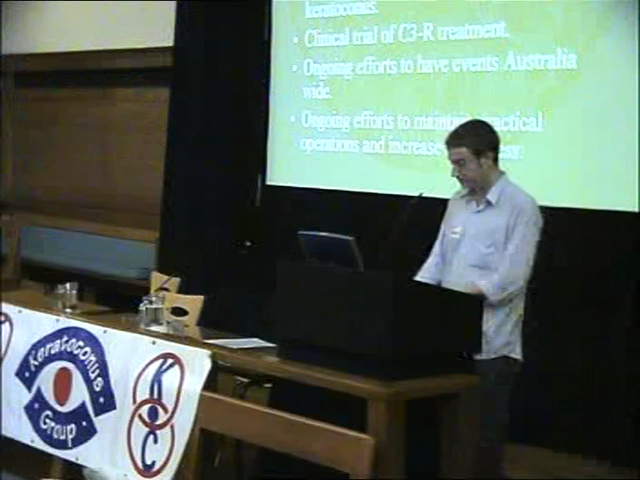 keratoconus.
• Clinical trial of C3-R treatment.
• Ongoing efforts to have events Australia
wide.
• Ongoing efforts to maintain practical
operations and increase
Keratoconus
Group
K
C